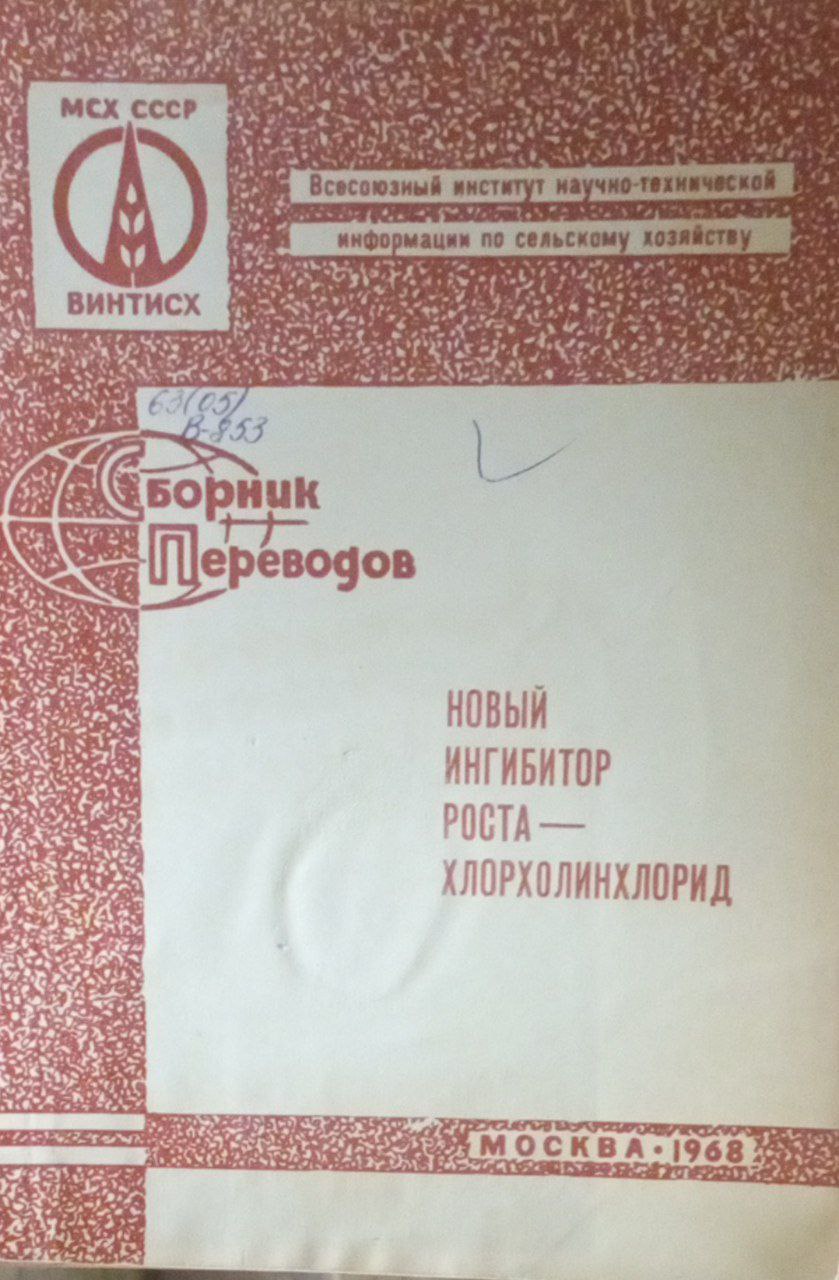 МСХ СССР
ВИНТИСХ
Всесоюзный институт научно-технической
информации по сельскому хозяйству
63(05)
В-853
Сборник
Переводов
НОВЫЙ
ИНГИБИТОР
РОСТА —
ХЛОРХОЛИНХЛОРИД
МОСКВА · 1968